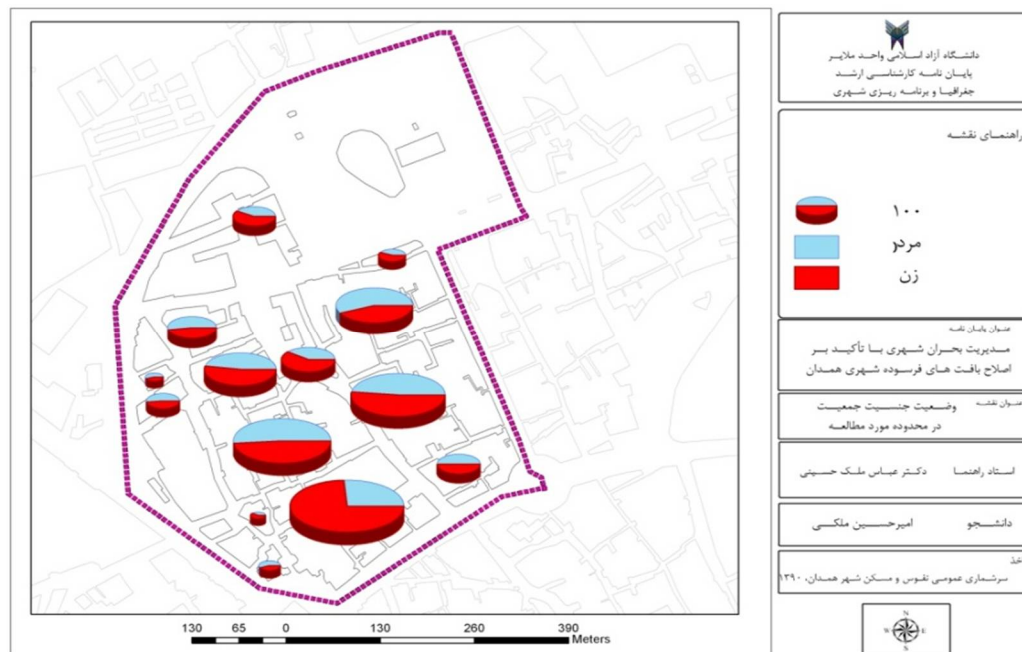 دانشگاه آزاد اسلامی واحد ملایر
پایان نامه کارشناسی ارشد
جغرافیا و برنامه ریزی شهری
راهنمای نقشه
۱۰۰
مردو
زن
عنوان پایان نامه
مدیریت بحران شهری با تأکید بر
اصلاح بافت های فرسوده شهری همدان
عنوان نقشه وضعیت جنسیت جمعیت
در محدوده مورد مطالعه
استاد راهنما دکتر عباس ملک حسینی
دانشجو امیرحسین ملکی
خذ
سرشماری عمومی نفوس و مسکن شهر همدان، ۱۳۹۰
N
W E
S
130 65 0 130 260 390
Meters